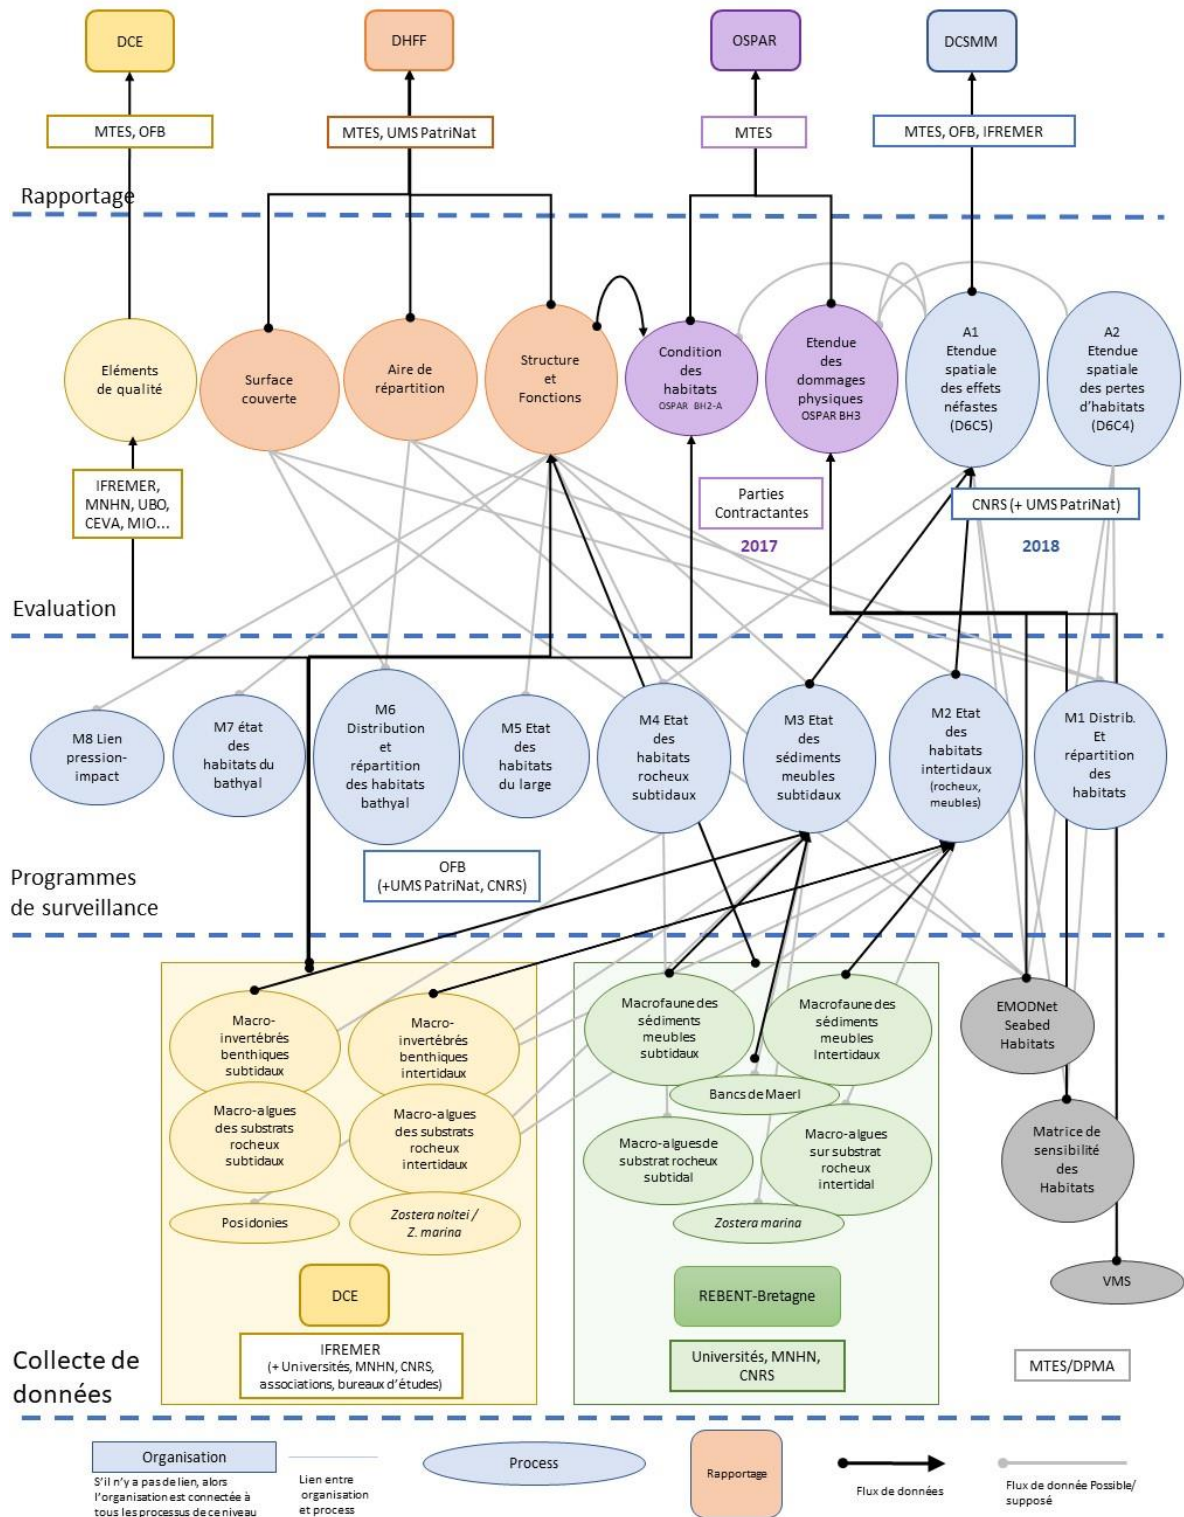 DCE
DHFF
OSPAR
DCSMM
MTES, OFB
MTES, UMS PatriNat
MTES
MTES, OFB, IFREMER
Rapportage
Eléments
de qualité
Surface
couverte
Aire de
répartition
Structure
et
Fonctions
Condition
des
habitats
OSPAR BH2-A
Etendue
des
dommages
physiques
OSPAR BH3
A1
Etendue
spatiale
des effets
néfastes
(D6C5)
A2
Etendue
spatiale
des pertes
d'habitats
(D6C4)
IFREMER,
MNHN, UBO,
CEVA, MIO...
Parties
Contractantes
2017
CNRS (+ UMS PatriNat)
2018
Evaluation
M8 Lien
pression-
impact
M7 état
des
habitats du
bathyal
M6
Distribution
et
répartition
des habitats
bathyal
M5 Etat
des
habitats
du large
M4 Etat
des
habitats
rocheux
subtidaux
M3 Etat
des
sédiments
meubles
subtidaux
M2 Etat
des
habitats
intertidaux
(rocheux,
meubles)
M1 Distrib.
Et
répartition
des
habitats
OFB
(+UMS PatriNat, CNRS)
Programmes
de surveillance
Macro-
invertébrés
benthiques
subtidaux
Macro-
invertébrés
benthiques
intertidaux
Macro-algues
des substrats
rocheux
subtidaux
Macro-algues
des substrats
rocheux
intertidaux
Posidonies
Zostera noltei /
Z. marina
DCE
IFREMER
(+ Universités, MNHN, CNRS,
associations, bureaux d'études)
Macrofaune des
sédiments
meubles
subtidaux
Macrofaune des
sédiments
meubles
Intertidaux
Bancs de Maerl
Macro-algues de
substrat rocheux
subtidal
Macro-algues
sur substrat
rocheux
intertidal
Zostera marina
REBENT-Bretagne
Universités, MNHN,
CNRS
EMODNet
Seabed
Habitats
Matrice de
sensibilité
des
Habitats
VMS
MTES/DPMA
Collecte de
données
Organisation
S'il n'y a pas de lien, alors
l'organisation est connectée à
tous les processus de ce niveau
Lien entre
organisation
et process
Process
Rapportage
Flux de données
Flux de donnée Possible/
supposé